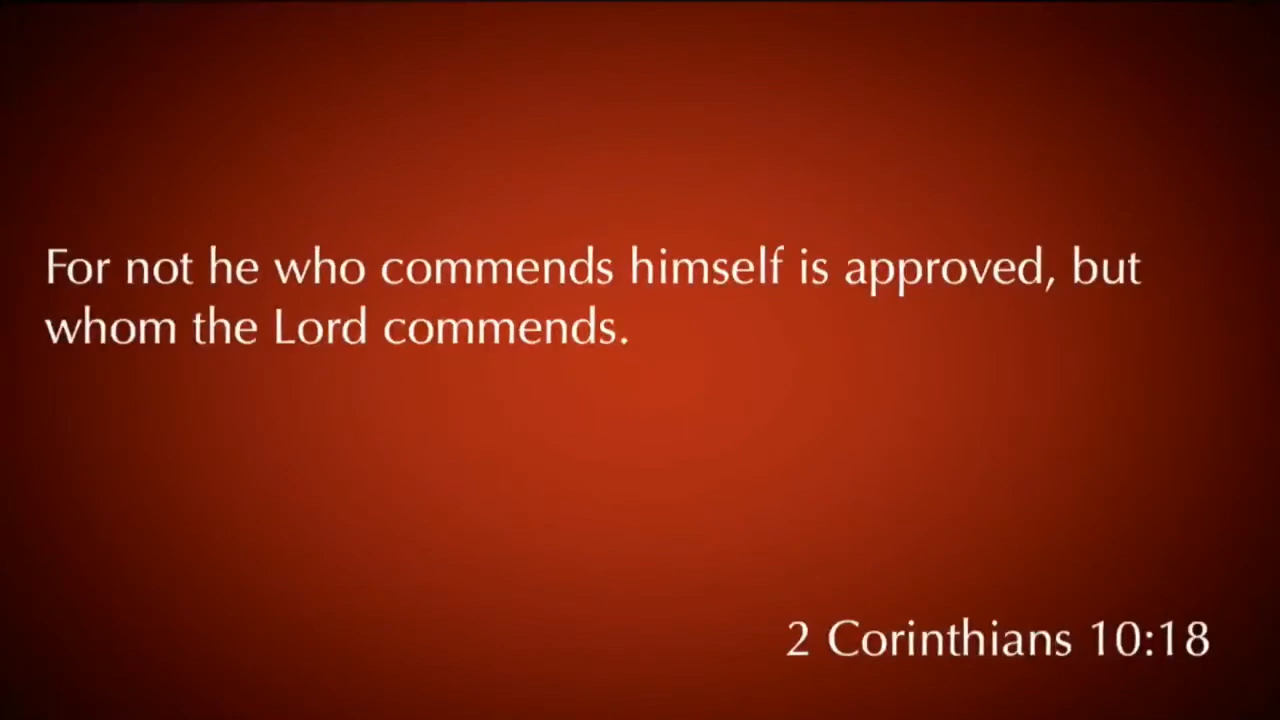 For not he who commends himself is approved, but
whom the Lord commends.
2 Corinthians 10:18